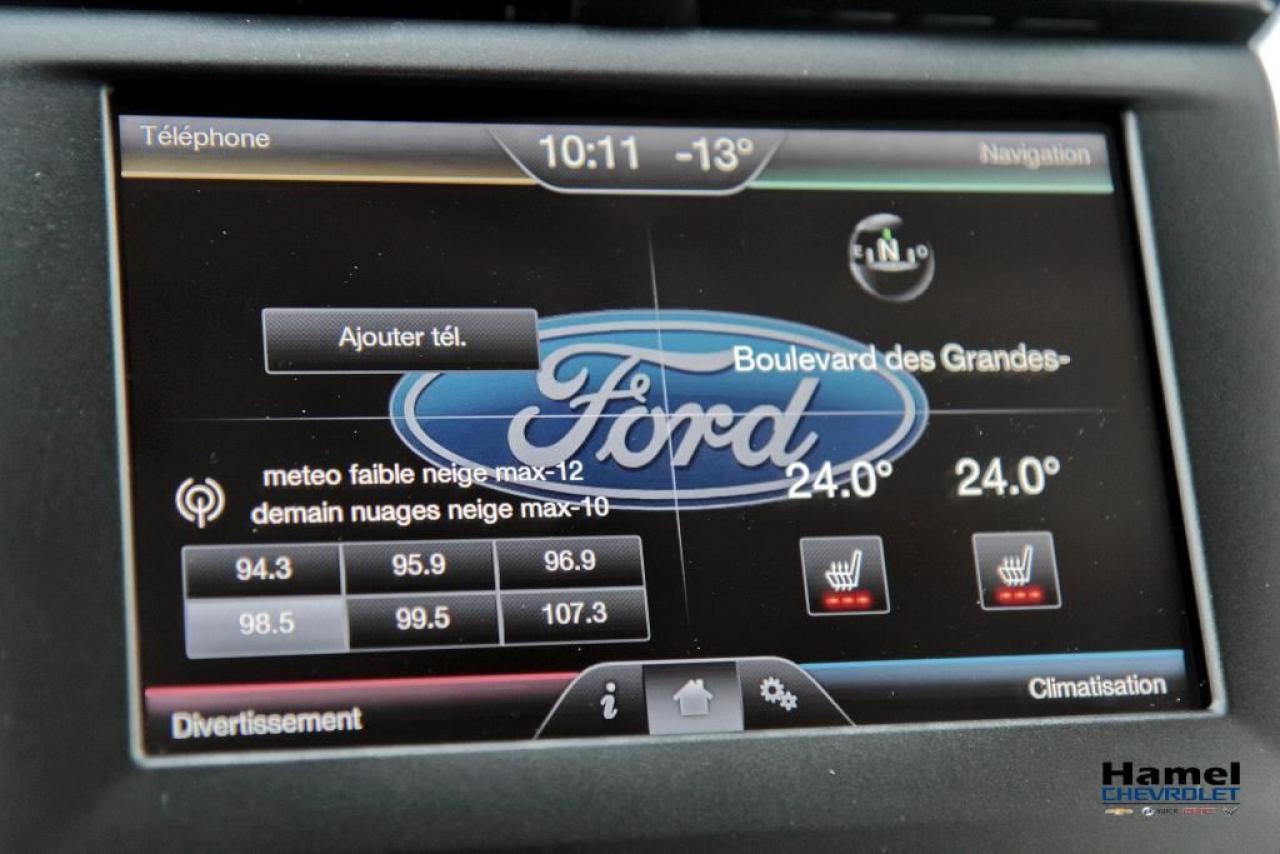 Téléphone
10:11 -13°
Navigation
E N O
Ajouter tél.
Boulevard des Grandes-
Ford
meteo faible neige max-12
demain nuages neige max-10
24.0° 24.0°
94.3 95.9 96.9
98.5 99.5 107.3
Divertissement
i
Climatisation
Hamel
CHEVROLET
BUICK GMC